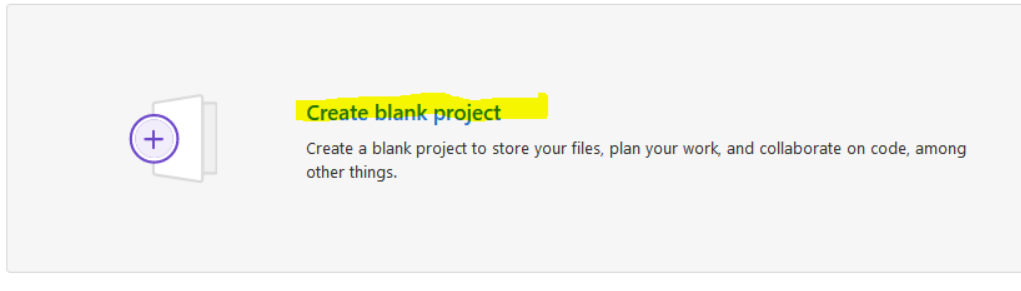 Create blank project
Create a blank project to store your files, plan your work, and collaborate on code, among
other things.